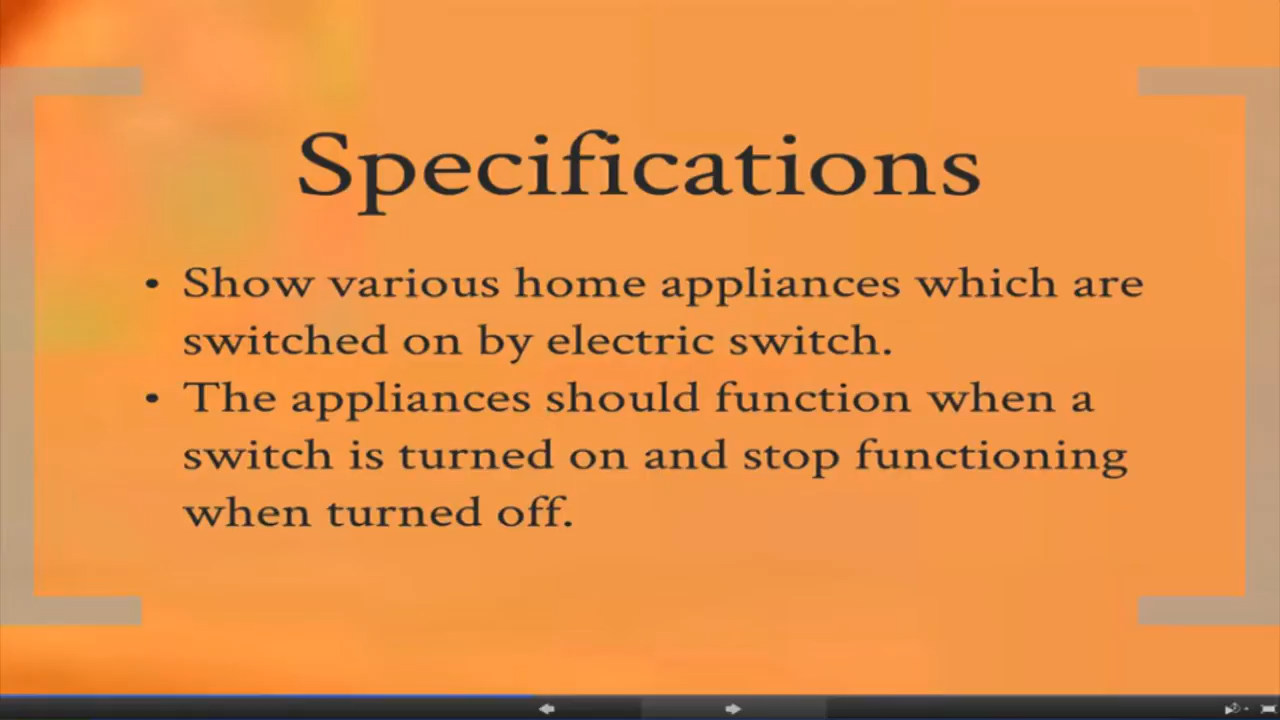 Specifications
• Show various home appliances which are
switched on by electric switch.
• The appliances should function when a
switch is turned on and stop functioning
when turned off.